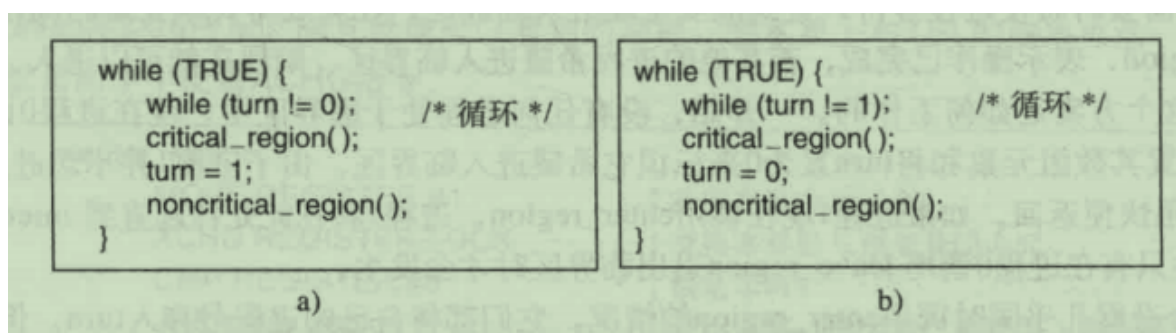 while (TRUE) {
while (turn != 0); /* 循环 */
critical_region( );
turn = 1;
noncritical_region( );
}
a)
while (TRUE) {
while (turn != 1); /* 循环 */
critical_region( );
turn = 0;
noncritical_region( );
}
b)